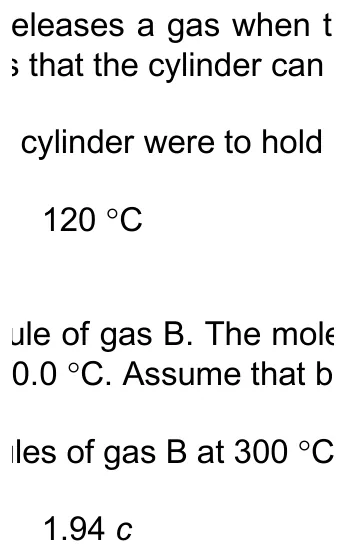 eleases a gas when t
s that the cylinder can
cylinder were to hold
120 °C
ule of gas B. The mole
0.0 °C. Assume that b
les of gas B at 300 °C
1.94 c